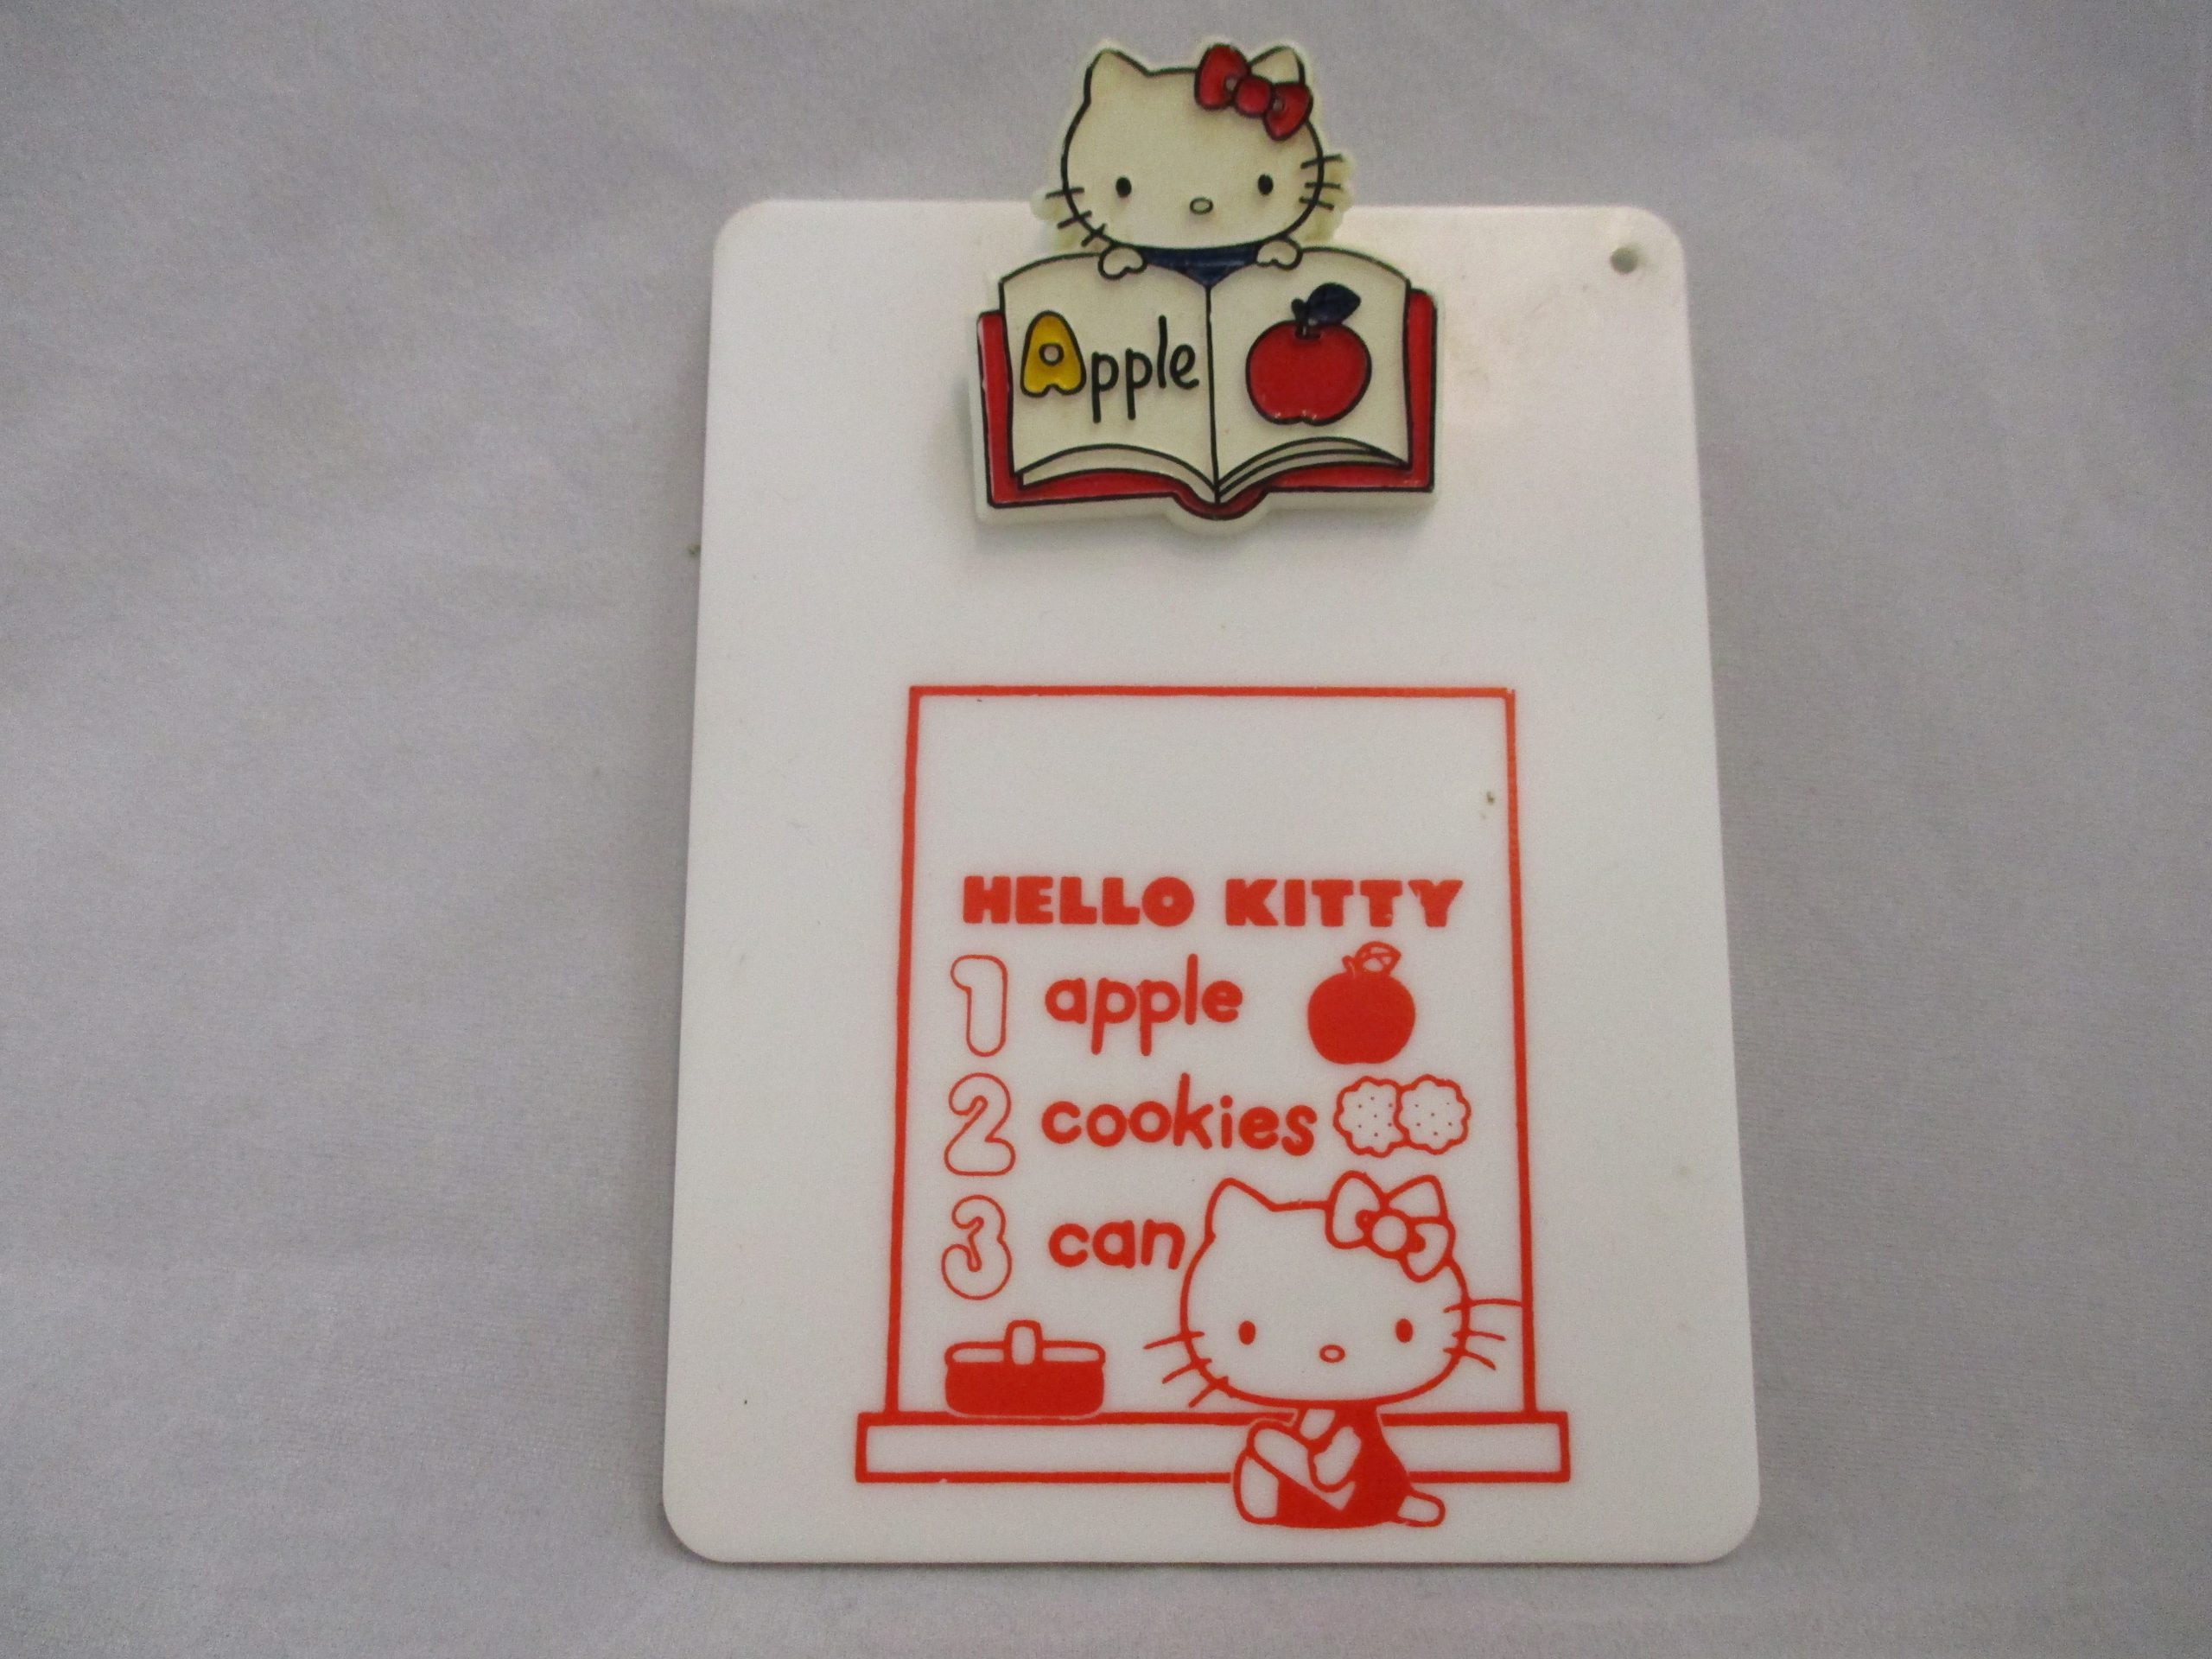 Apple
HELLO KITTY
1 apple
2 cookies
3 can